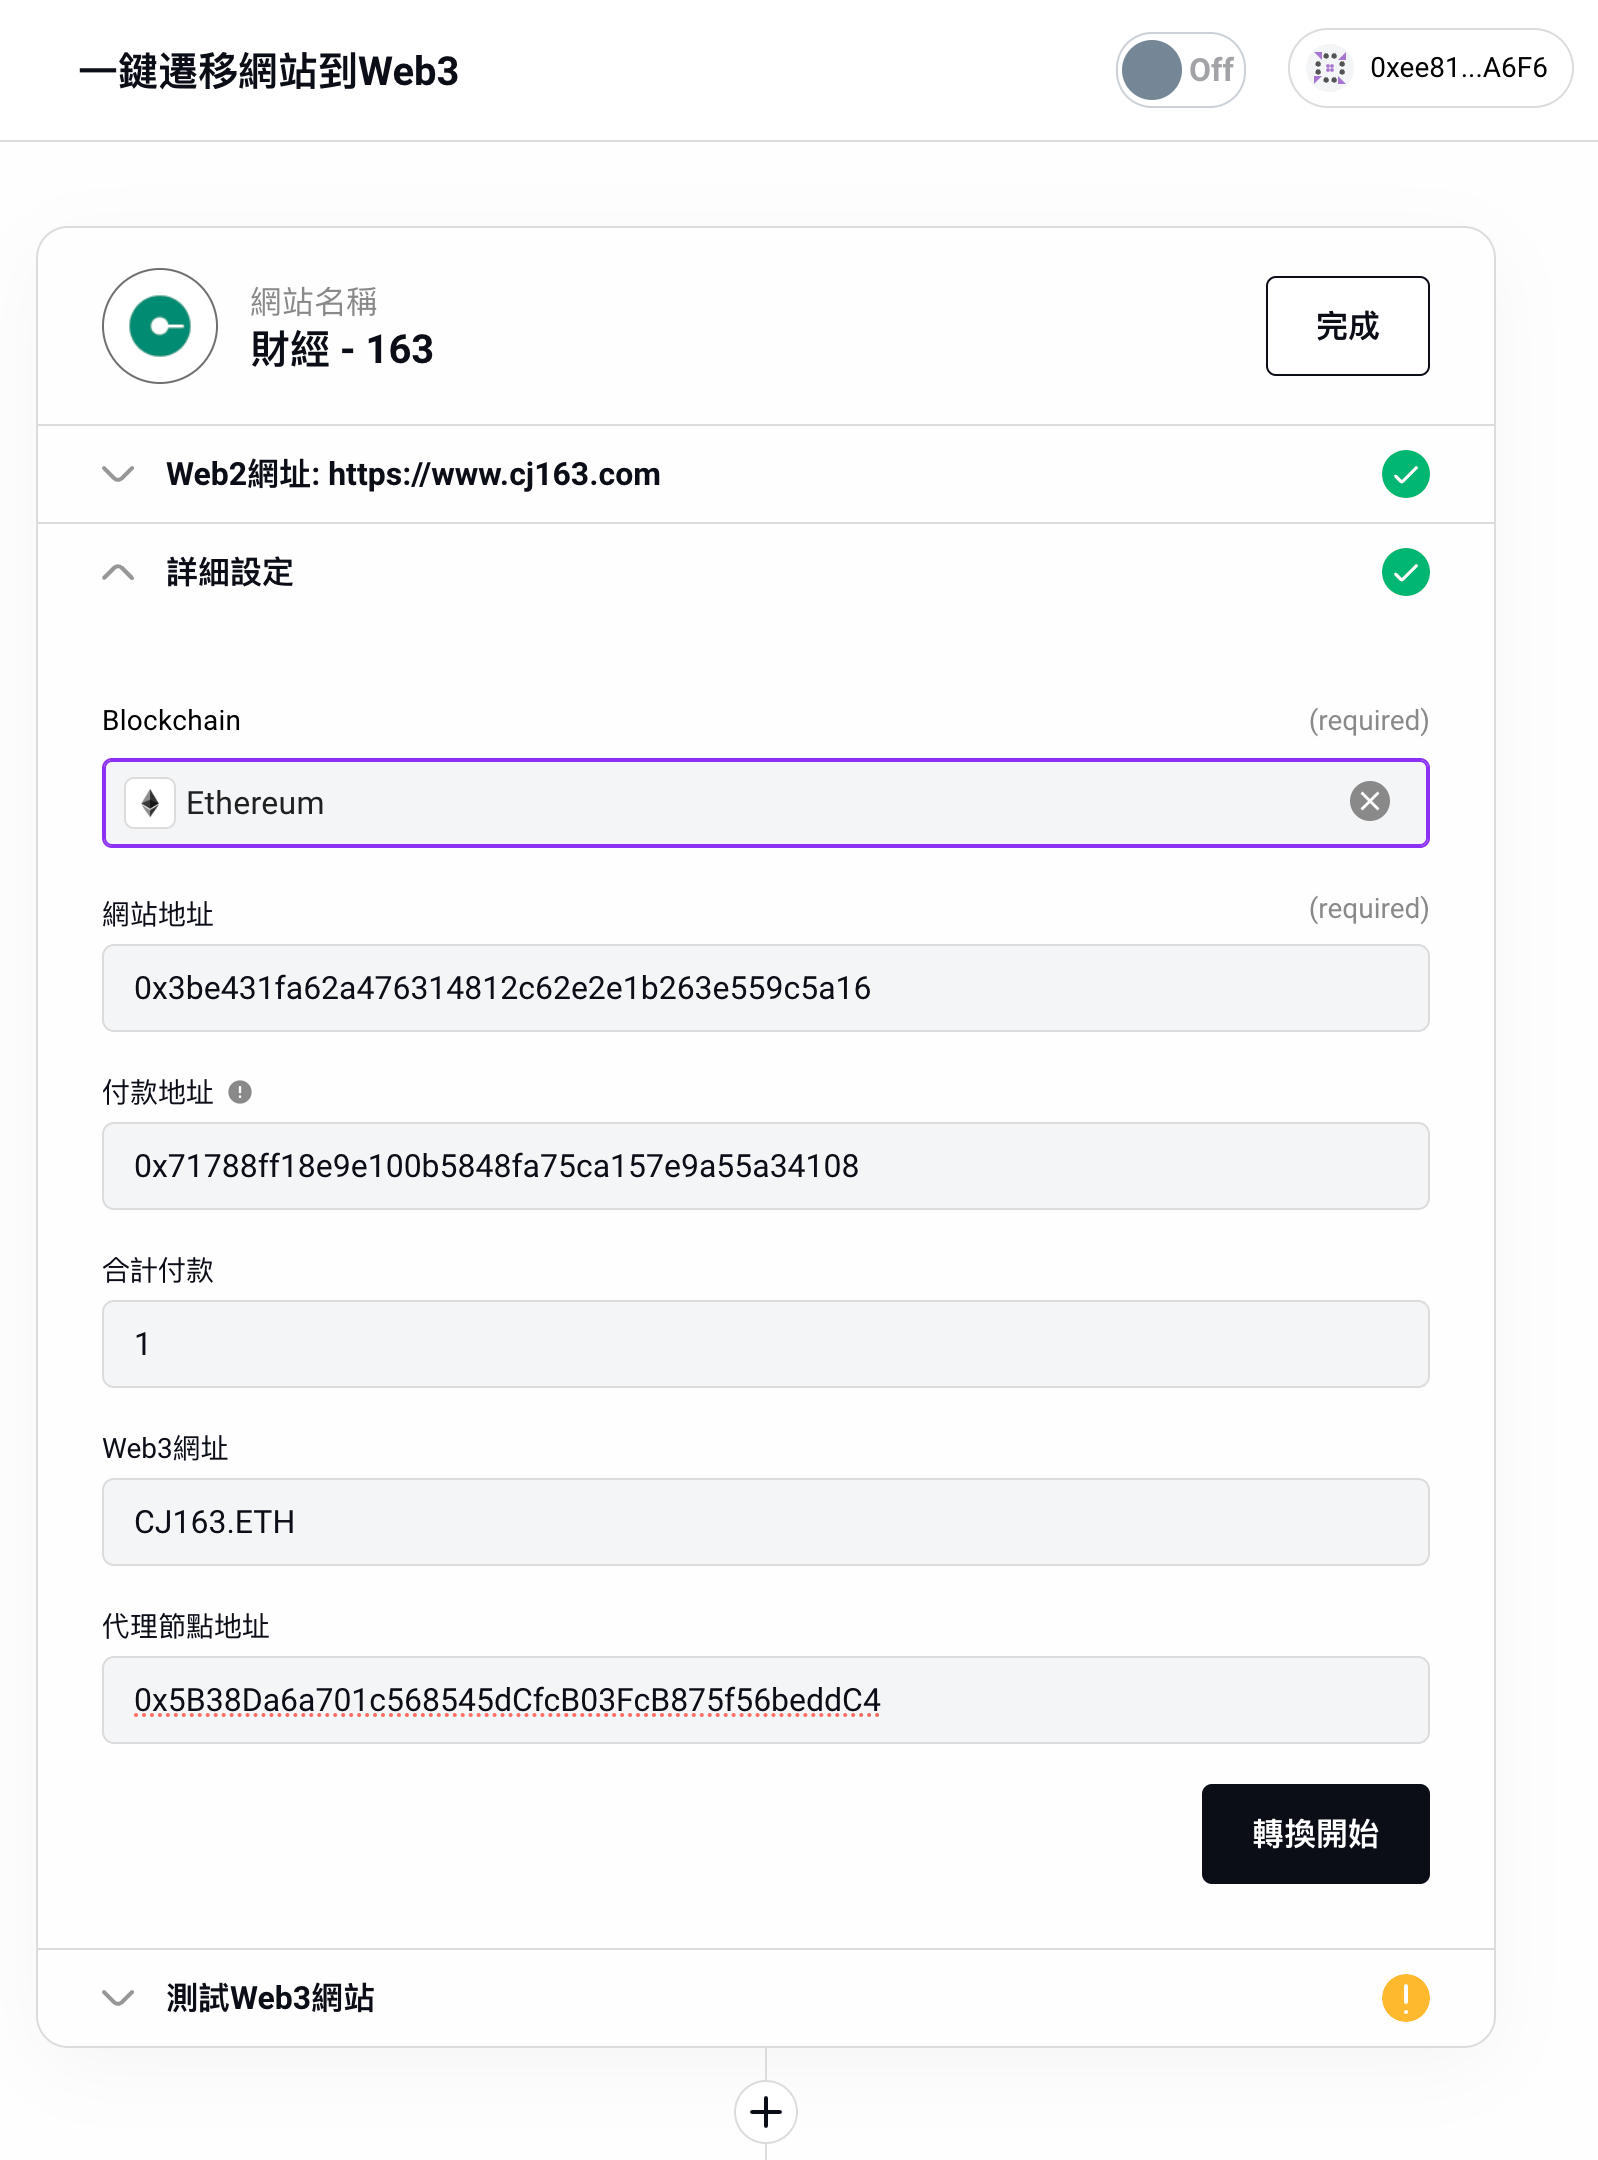 一鍵遷移網站到Web3
Off
0xee81...A6F6
網站名稱
財經 - 163
完成
Web2網址: https://www.cj163.com
詳細設定
Blockchain
(required)
Ethereum
網站地址
(required)
0x3be431fa62a476314812c62e2e1b263e559c5a16
付款地址
0x71788ff18e9e100b5848fa75ca157e9a55a34108
合計付款
1
Web3網址
CJ163.ETH
代理節點地址
0x5B38Da6a701c568545dCfcB03FcB875f56beddC4
轉換開始
測試Web3網站